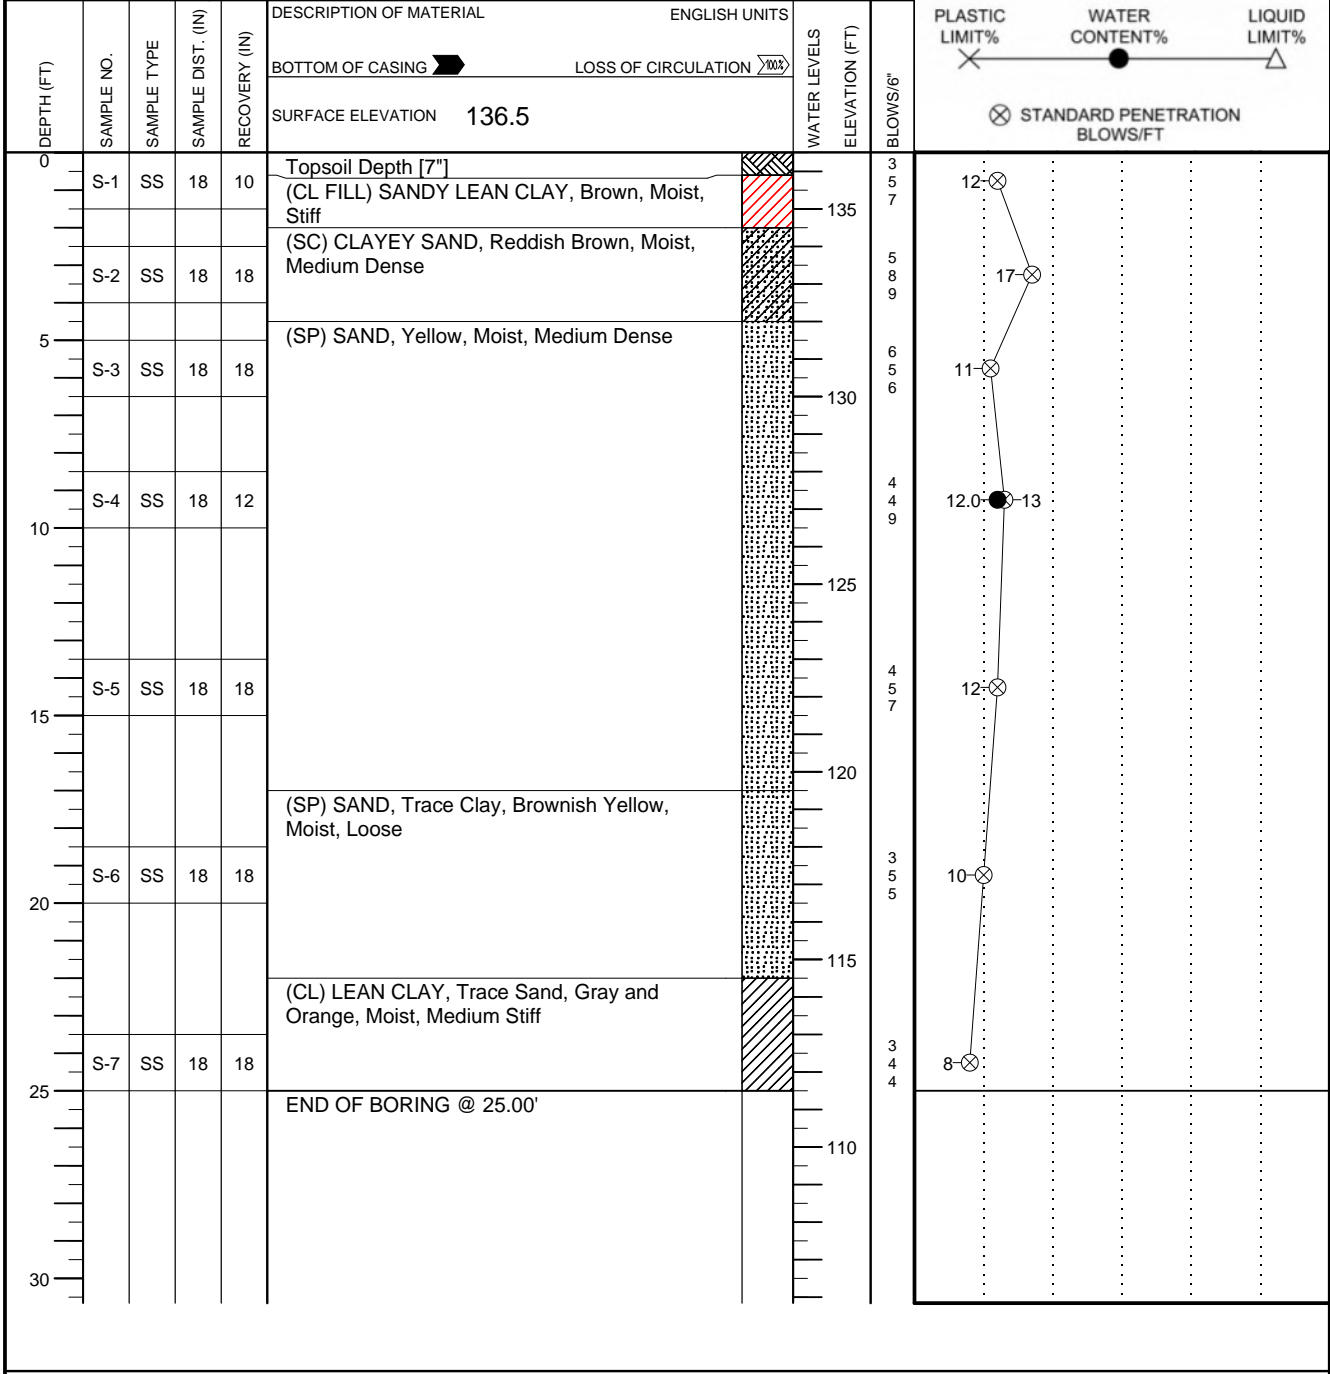 DEPTH (FT)
SAMPLE NO.
SAMPLE TYPE
SAMPLE DIST. (IN)
RECOVERY (IN)
DESCRIPTION OF MATERIAL ENGLISH UNITS
BOTTOM OF CASING LOSS OF CIRCULATION 100%
SURFACE ELEVATION 136.5
WATER LEVELS
ELEVATION (FT)
BLOWS/6"
PLASTIC LIMIT%
WATER CONTENT%
LIQUID LIMIT%
STANDARD PENETRATION
BLOWS/FT
0
Topsoil Depth [7"]
S-1 SS 18 10
(CL FILL) SANDY LEAN CLAY, Brown, Moist,
Stiff
135
3
5
7
12
(SC) CLAYEY SAND, Reddish Brown, Moist,
Medium Dense
S-2 SS 18 18
5
8
9
17
5
(SP) SAND, Yellow, Moist, Medium Dense
S-3 SS 18 18
6
5
6
11
130
S-4 SS 18 12
4
4
9
12.0 13
10
125
S-5 SS 18 18
4
5
7
12
15
120
(SP) SAND, Trace Clay, Brownish Yellow,
Moist, Loose
S-6 SS 18 18
3
5
5
10
20
115
(CL) LEAN CLAY, Trace Sand, Gray and
Orange, Moist, Medium Stiff
S-7 SS 18 18
3
4
4
8
25
END OF BORING @ 25.00'
110
30